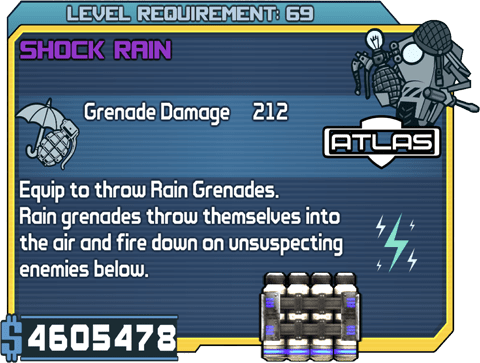 LEVEL REQUIREMENT: 69
SHOCK RAIN
Grenade Damage 212
ATLAS
Equip to throw Rain Grenades.
Rain grenades throw themselves into
the air and fire down on unsuspecting
enemies below.
$ 4605478